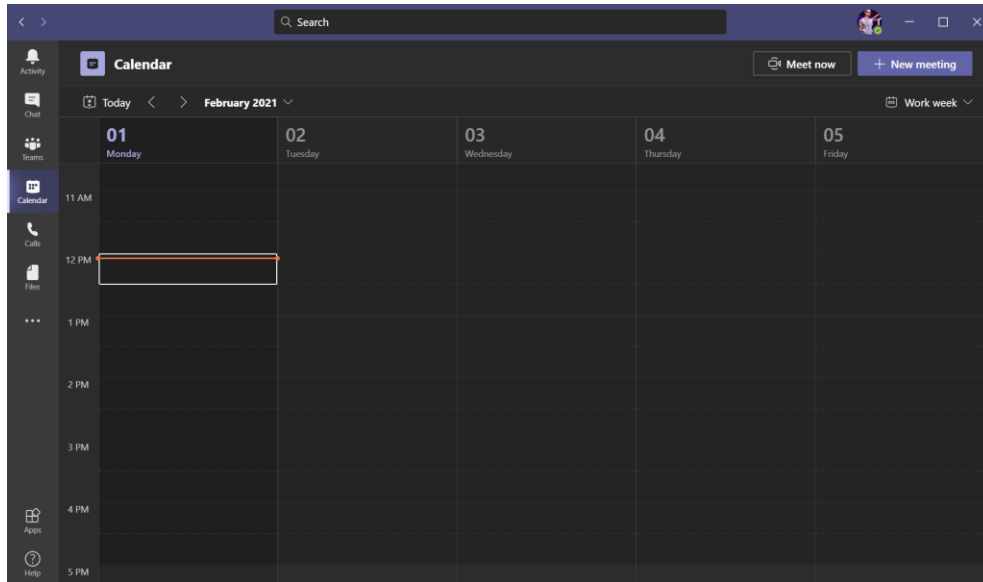 Search
Activity
Calendar
Meet now
New meeting
Chat
Today
February 2021
Work week
Teams
01
Monday
02
Tuesday
03
Wednesday
04
Thursday
05
Friday
Calendar
11 AM
Calls
12 PM
Files
1 PM
2 PM
3 PM
4 PM
Apps
Help
5 PM